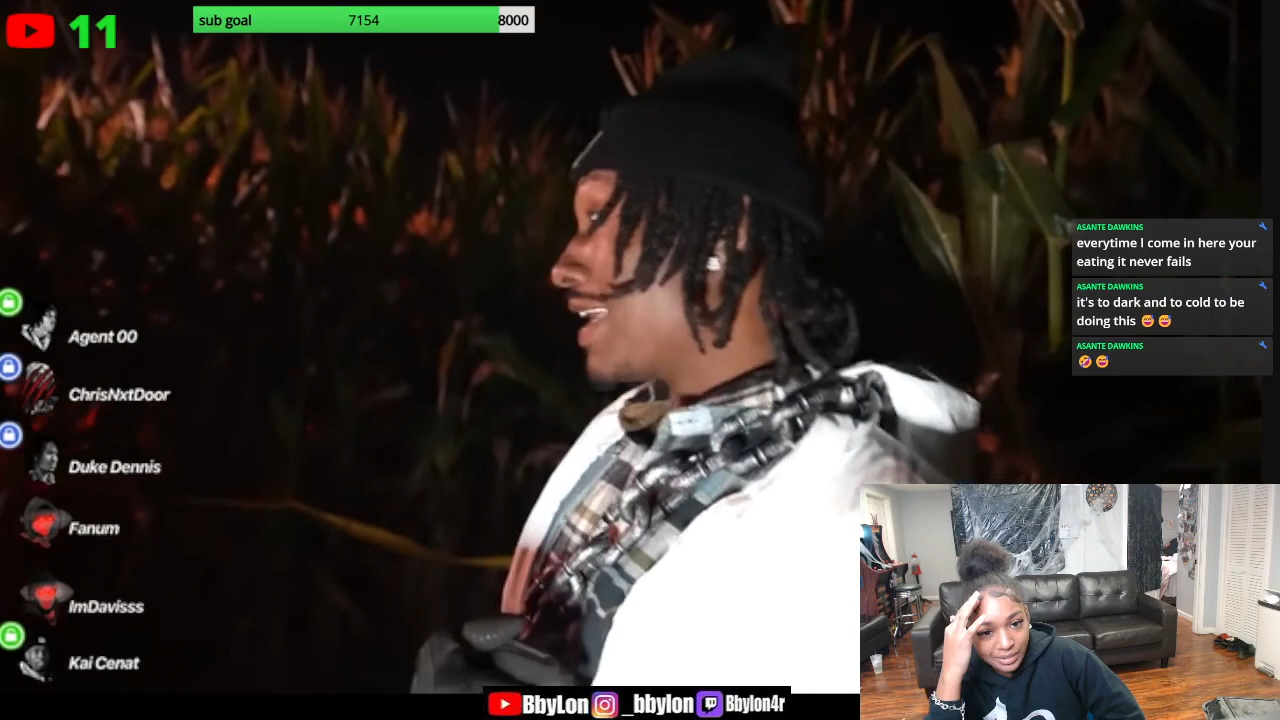 11
sub goal 7154 8000
ASANTE DAWKINS
everytime I come in here your
eating it never fails
ASANTE DAWKINS
it's to dark and to cold to be
doing this 😅 😅
ASANTE DAWKINS
🤣 😅
Agent 00
ChrisNxtDoor
Duke Dennis
Fanum
ImDavisss
Kai Cenat
BbyLon _bbylon Bbylon4r